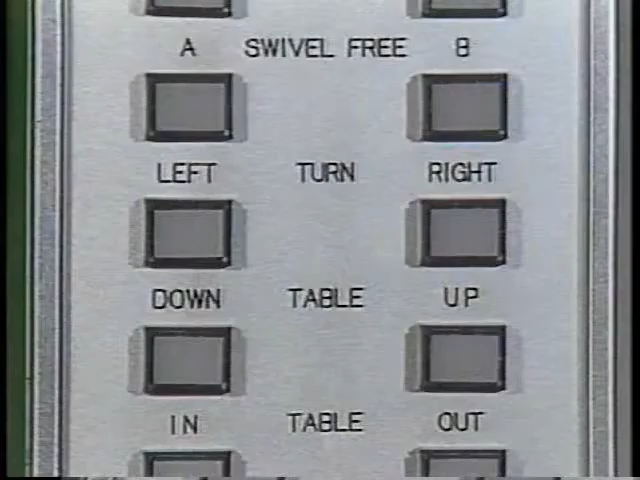 A SWIVEL FREE B
LEFT TURN RIGHT
DOWN TABLE UP
IN TABLE OUT